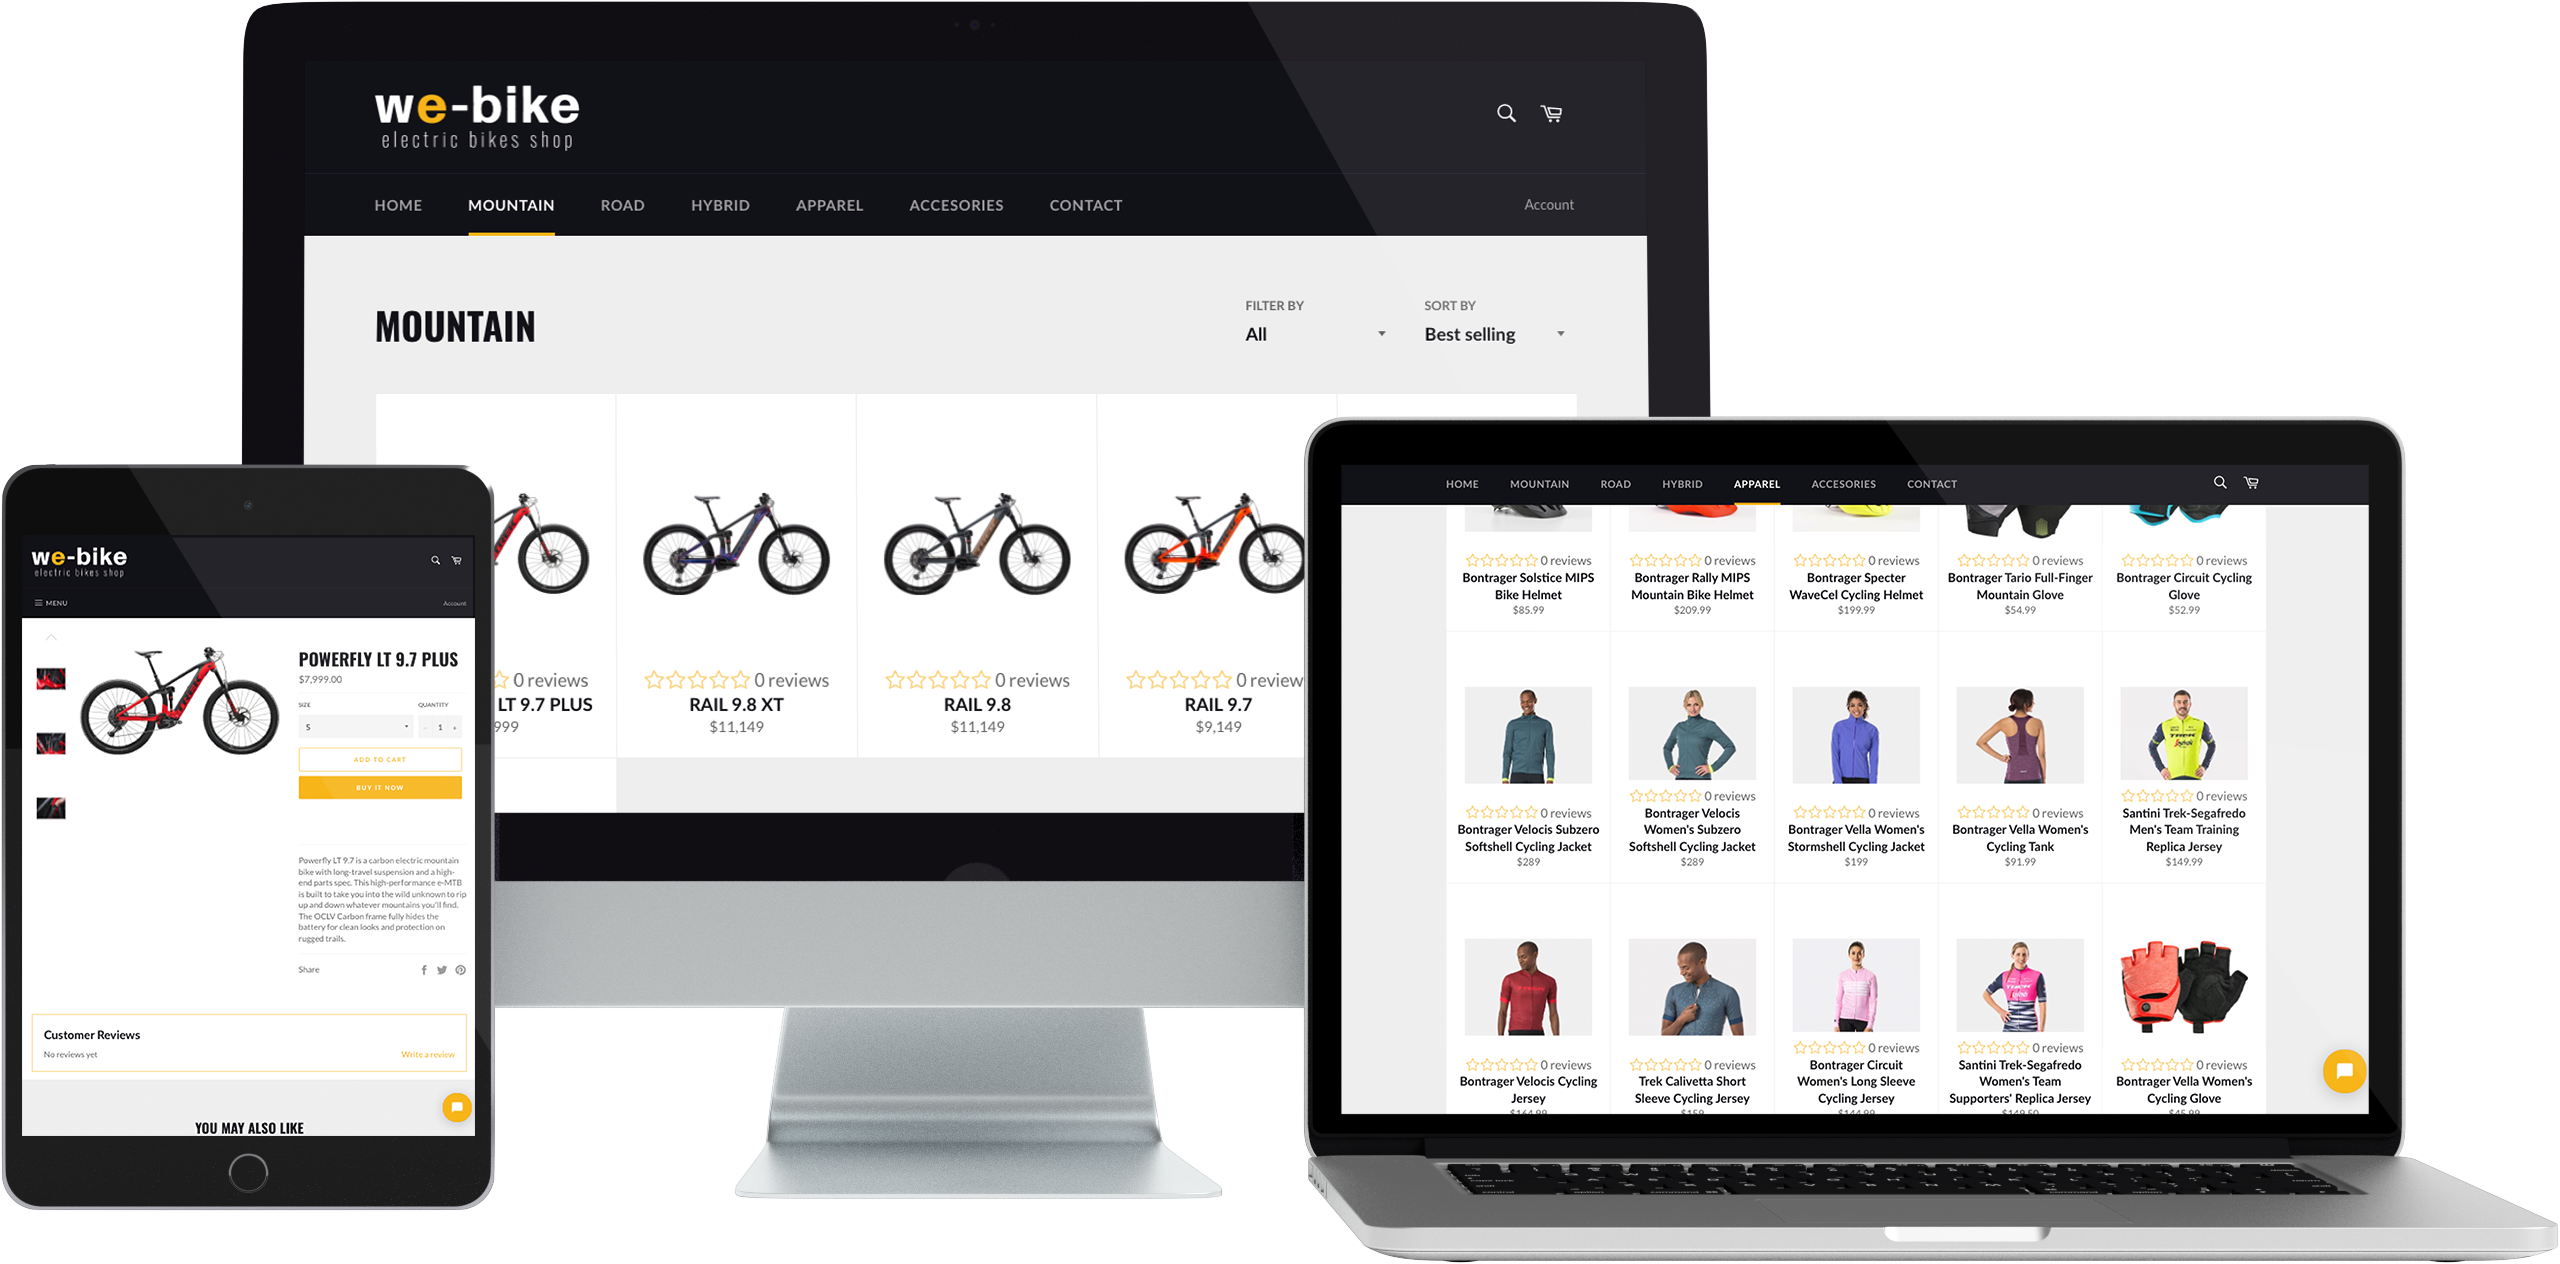 we-bike
electric bikes shop
HOME MOUNTAIN ROAD HYBRID APPAREL ACCESORIES CONTACT
Account
MOUNTAIN
FILTER BY
All
SORT BY
Best selling
0 reviews
LT 9.7 PLUS
999
0 reviews
RAIL 9.8 XT
$11,149
0 reviews
RAIL 9.8
$11,149
0 review
RAIL 9.7
$9,149
we-bike
electric bikes shop
MENU
Account
POWERFLY LT 9.7 PLUS
$7,999.00
SIZE
QUANTITY
S
- 1 +
ADD TO CART
BUY IT NOW
Powerfly LT 9.7 is a carbon electric mountain
bike with long-travel suspension and a high-
end parts spec. This high-performance e-MTB
is built to take you into the wild unknown to rip
up and down whatever mountains you'll find.
The OCLV Carbon frame fully hides the
battery for clean looks and protection on
rugged trails.
Share
Customer Reviews
No reviews yet
Write a review
YOU MAY ALSO LIKE
HOME MOUNTAIN ROAD HYBRID APPAREL ACCESORIES CONTACT
0 reviews
Bontrager Solstice MIPS
Bike Helmet
$85.99
0 reviews
Bontrager Rally MIPS
Mountain Bike Helmet
$209.99
0 reviews
Bontrager Specter
WaveCel Cycling Helmet
$199.99
0 reviews
Bontrager Tario Full-Finger
Mountain Glove
$54.99
0 reviews
Bontrager Circuit Cycling
Glove
$52.99
0 reviews
Bontrager Velocis Subzero
Softshell Cycling Jacket
$289
0 reviews
Bontrager Velocis
Women's Subzero
Softshell Cycling Jacket
$289
0 reviews
Bontrager Vella Women's
Stormshell Cycling Jacket
$199
0 reviews
Bontrager Vella Women's
Cycling Tank
$91.99
0 reviews
Santini Trek-Segafredo
Men's Team Training
Replica Jersey
$149.99
0 reviews
Bontrager Velocis Cycling
Jersey
$164.99
0 reviews
Trek Calivetta Short
Sleeve Cycling Jersey
$159
0 reviews
Bontrager Circuit
Women's Long Sleeve
Cycling Jersey
$144.99
0 reviews
Santini Trek-Segafredo
Women's Team
Supporters' Replica Jersey
$149.50
0 reviews
Bontrager Vella Women's
Cycling Glove
$45.99